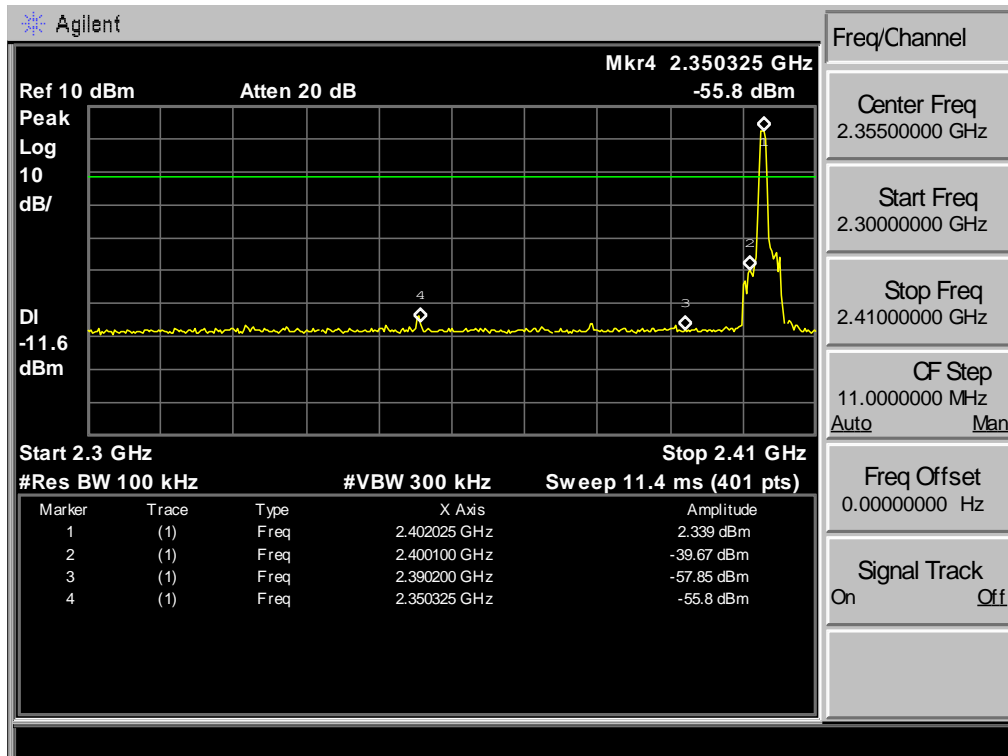 Agilent
Freq/Channel
Mkr4 2.350325 GHz
Ref 10 dBm Atten 20 dB -55.8 dBm
Peak
Log
10
dB/
DI
-11.6
dBm
1
2
3
4
Start 2.3 GHz Stop 2.41 GHz
#Res BW 100 kHz #VBW 300 kHz Sweep 11.4 ms (401 pts)
Marker Trace Type X Axis Amplitude
1 (1) Freq 2.402025 GHz 2.339 dBm
2 (1) Freq 2.400100 GHz -39.67 dBm
3 (1) Freq 2.390200 GHz -57.85 dBm
4 (1) Freq 2.350325 GHz -55.8 dBm
Center Freq
2.35500000 GHz
Start Freq
2.30000000 GHz
Stop Freq
2.41000000 GHz
CF Step
11.0000000 MHz
Auto Man
Freq Offset
0.00000000 Hz
Signal Track
On Off